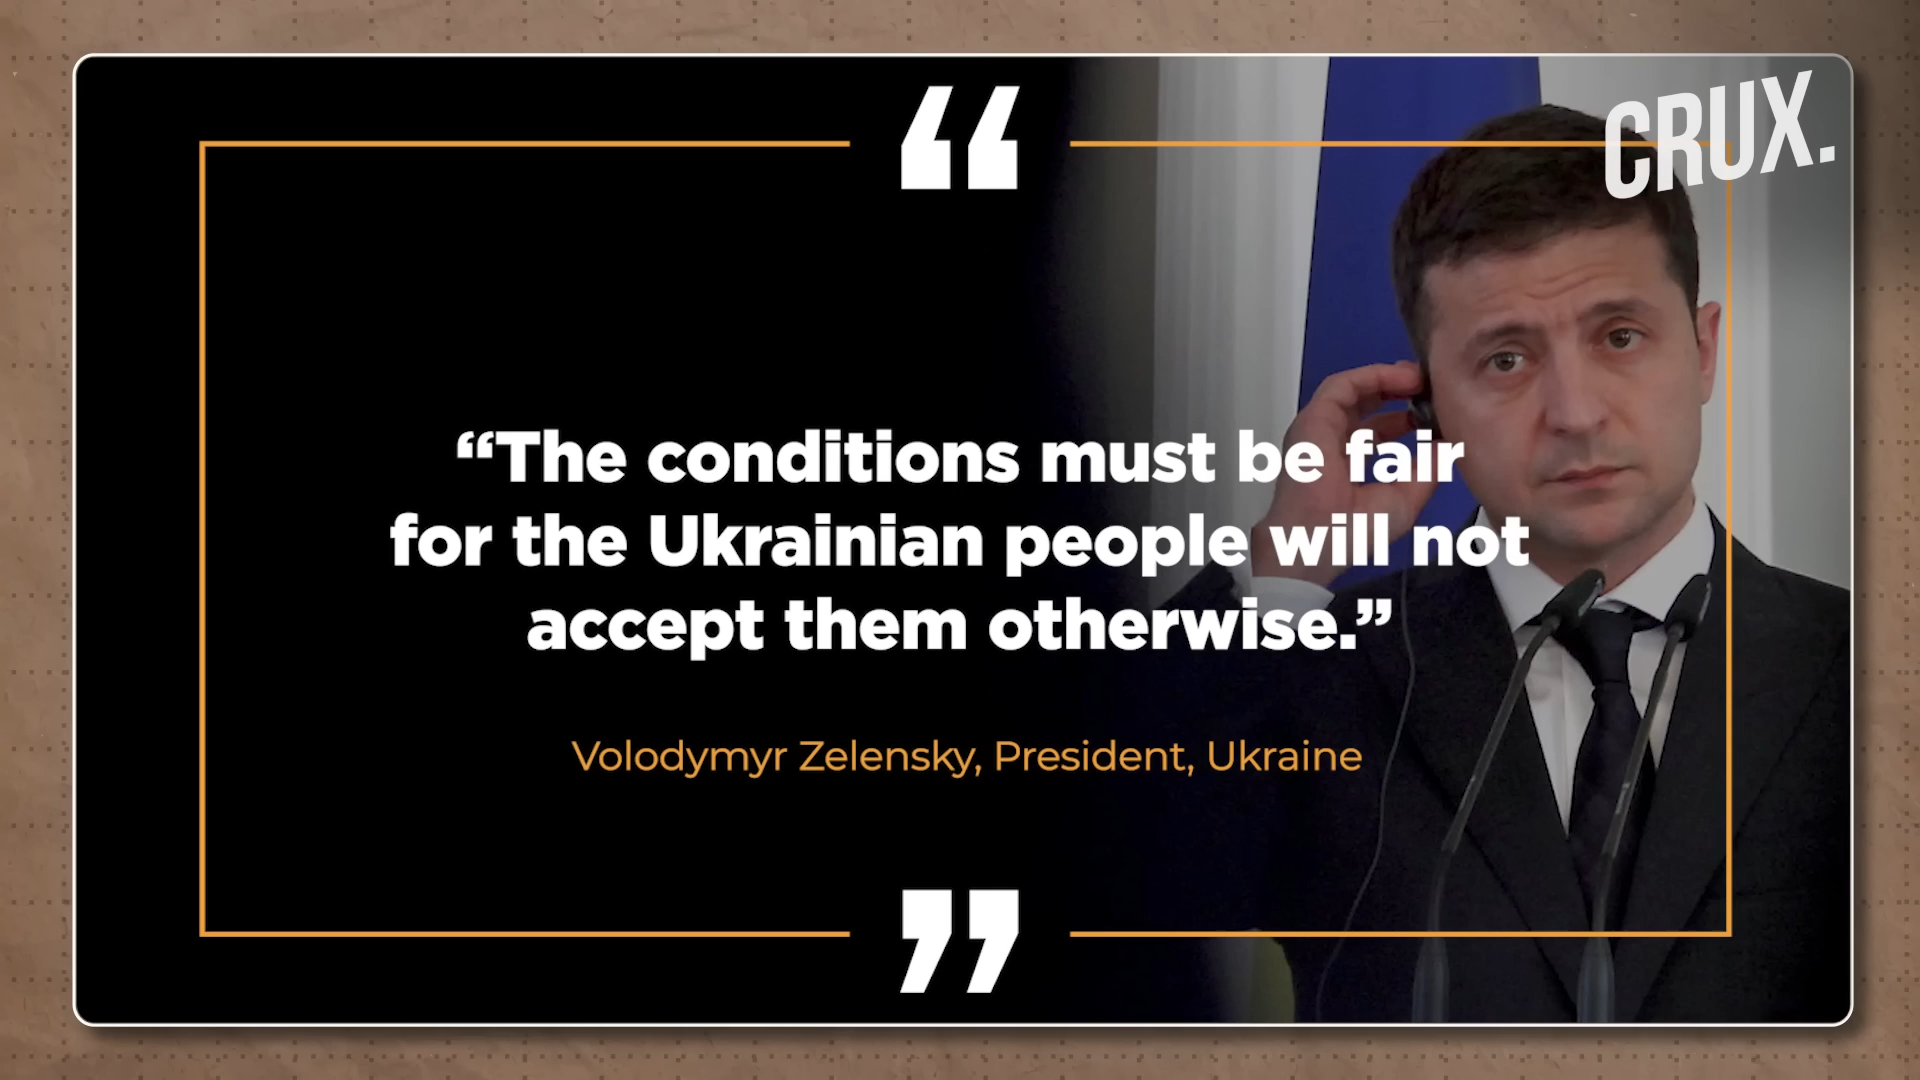 CRUX.
“
“The conditions must be fair
for the Ukrainian people will not
accept them otherwise.”
Volodymyr Zelensky, President, Ukraine
”